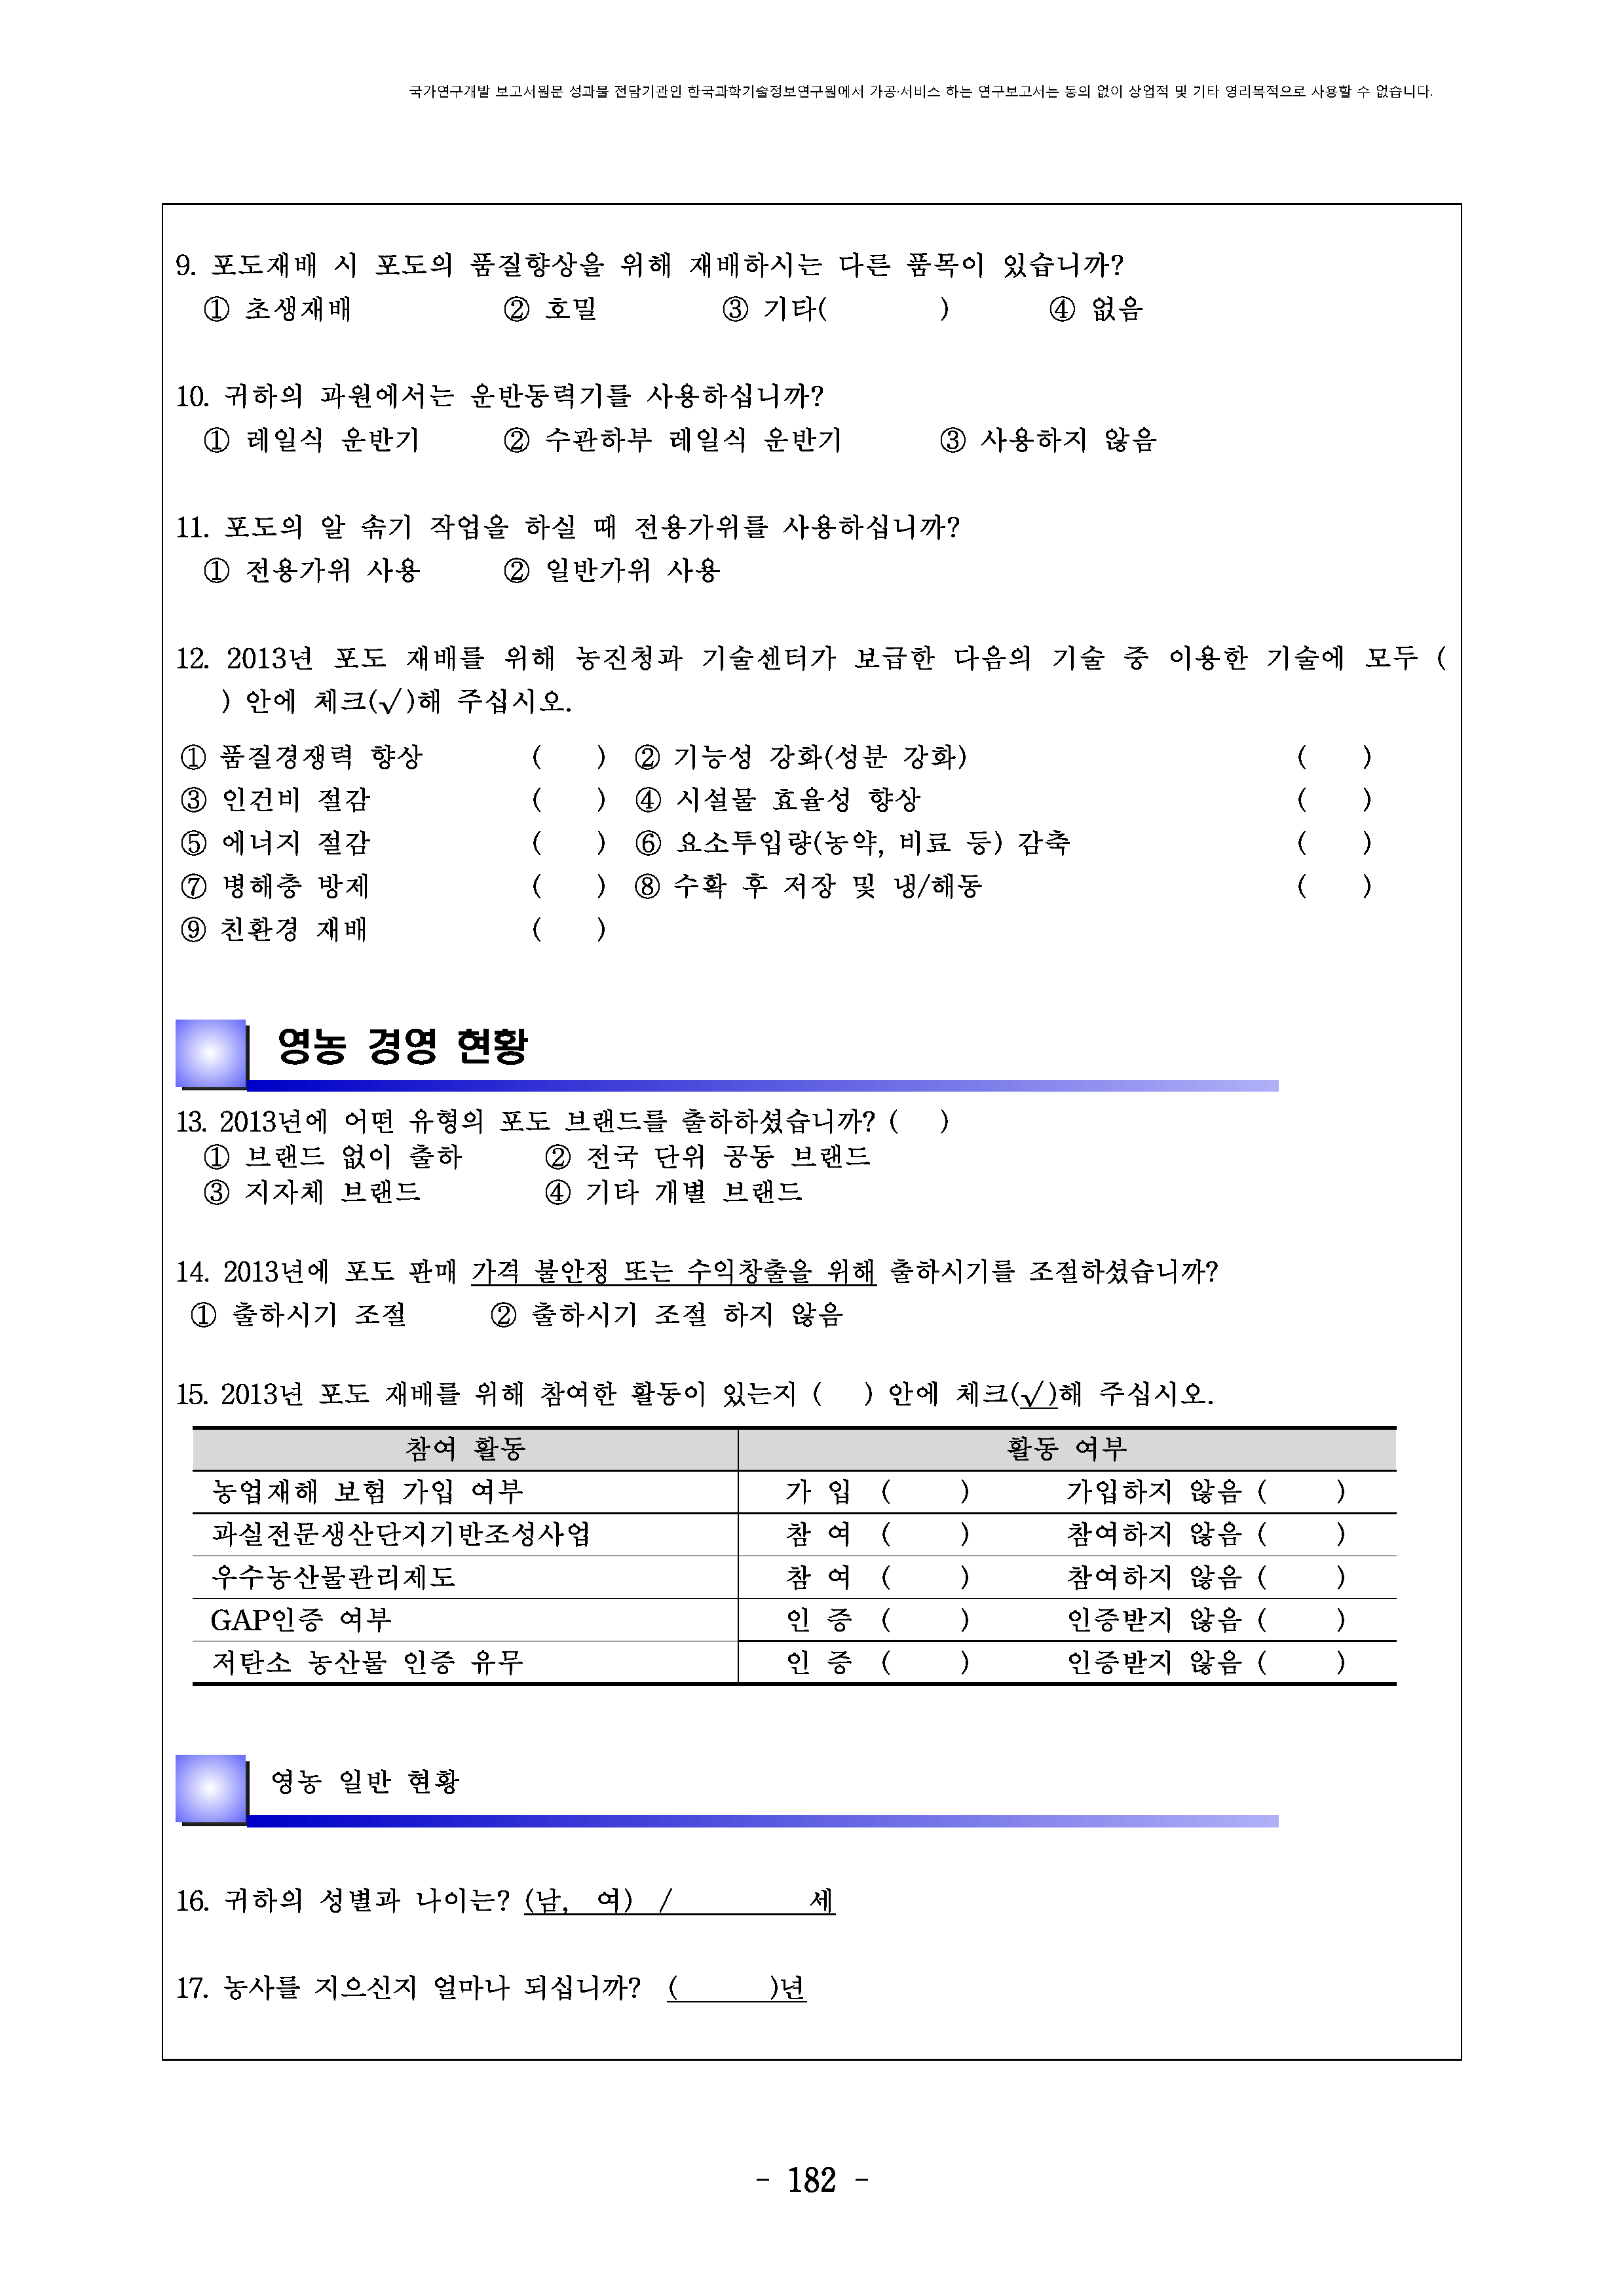 국가연구개발 보고서원문 성과물 전담기관인 한국과학기술정보연구원에서 가공·서비스 하는 연구보고서는 동의 없이 상업적 및 기타 영리목적으로 사용할 수 없습니다.
9. 포도재배 시 포도의 품질향상을 위해 재배하시는 다른 품목이 있습니까?
① 초생재배 ② 호밀 ③ 기타( ) ④ 없음
10. 귀하의 과원에서는 운반동력기를 사용하십니까?
① 레일식 운반기 ② 수관하부 레일식 운반기 ③ 사용하지 않음
11. 포도의 알 솎기 작업을 하실 때 전용가위를 사용하십니까?
① 전용가위 사용 ② 일반가위 사용
12. 2013년 포도 재배를 위해 농진청과 기술센터가 보급한 다음의 기술 중 이용한 기술에 모두 (
) 안에 체크(√)해 주십시오.
① 품질경쟁력 향상 ( ) ② 기능성 강화(성분 강화) ( )
③ 인건비 절감 ( ) ④ 시설물 효율성 향상 ( )
⑤ 에너지 절감 ( ) ⑥ 요소투입량(농약, 비료 등) 감축 ( )
⑦ 병해충 방제 ( ) ⑧ 수확 후 저장 및 냉/해동 ( )
⑨ 친환경 재배 ( )
영농 경영 현황
13. 2013년에 어떤 유형의 포도 브랜드를 출하하셨습니까? ( )
① 브랜드 없이 출하 ② 전국 단위 공동 브랜드
③ 지자체 브랜드 ④ 기타 개별 브랜드
14. 2013년에 포도 판매 가격 불안정 또는 수익창출을 위해 출하시기를 조절하셨습니까?
① 출하시기 조절 ② 출하시기 조절 하지 않음
15. 2013년 포도 재배를 위해 참여한 활동이 있는지 ( ) 안에 체크(√)해 주십시오.
참여 활동 활동 여부
농업재해 보험 가입 여부 가 입 ( ) 가입하지 않음 ( )
과실전문생산단지기반조성사업 참 여 ( ) 참여하지 않음 ( )
우수농산물관리제도 참 여 ( ) 참여하지 않음 ( )
GAP인증 여부 인 증 ( ) 인증받지 않음 ( )
저탄소 농산물 인증 유무 인 증 ( ) 인증받지 않음 ( )
영농 일반 현황
16. 귀하의 성별과 나이는? (남, 여) / 세
17. 농사를 지으신지 얼마나 되십니까? ( )년
- 182 -